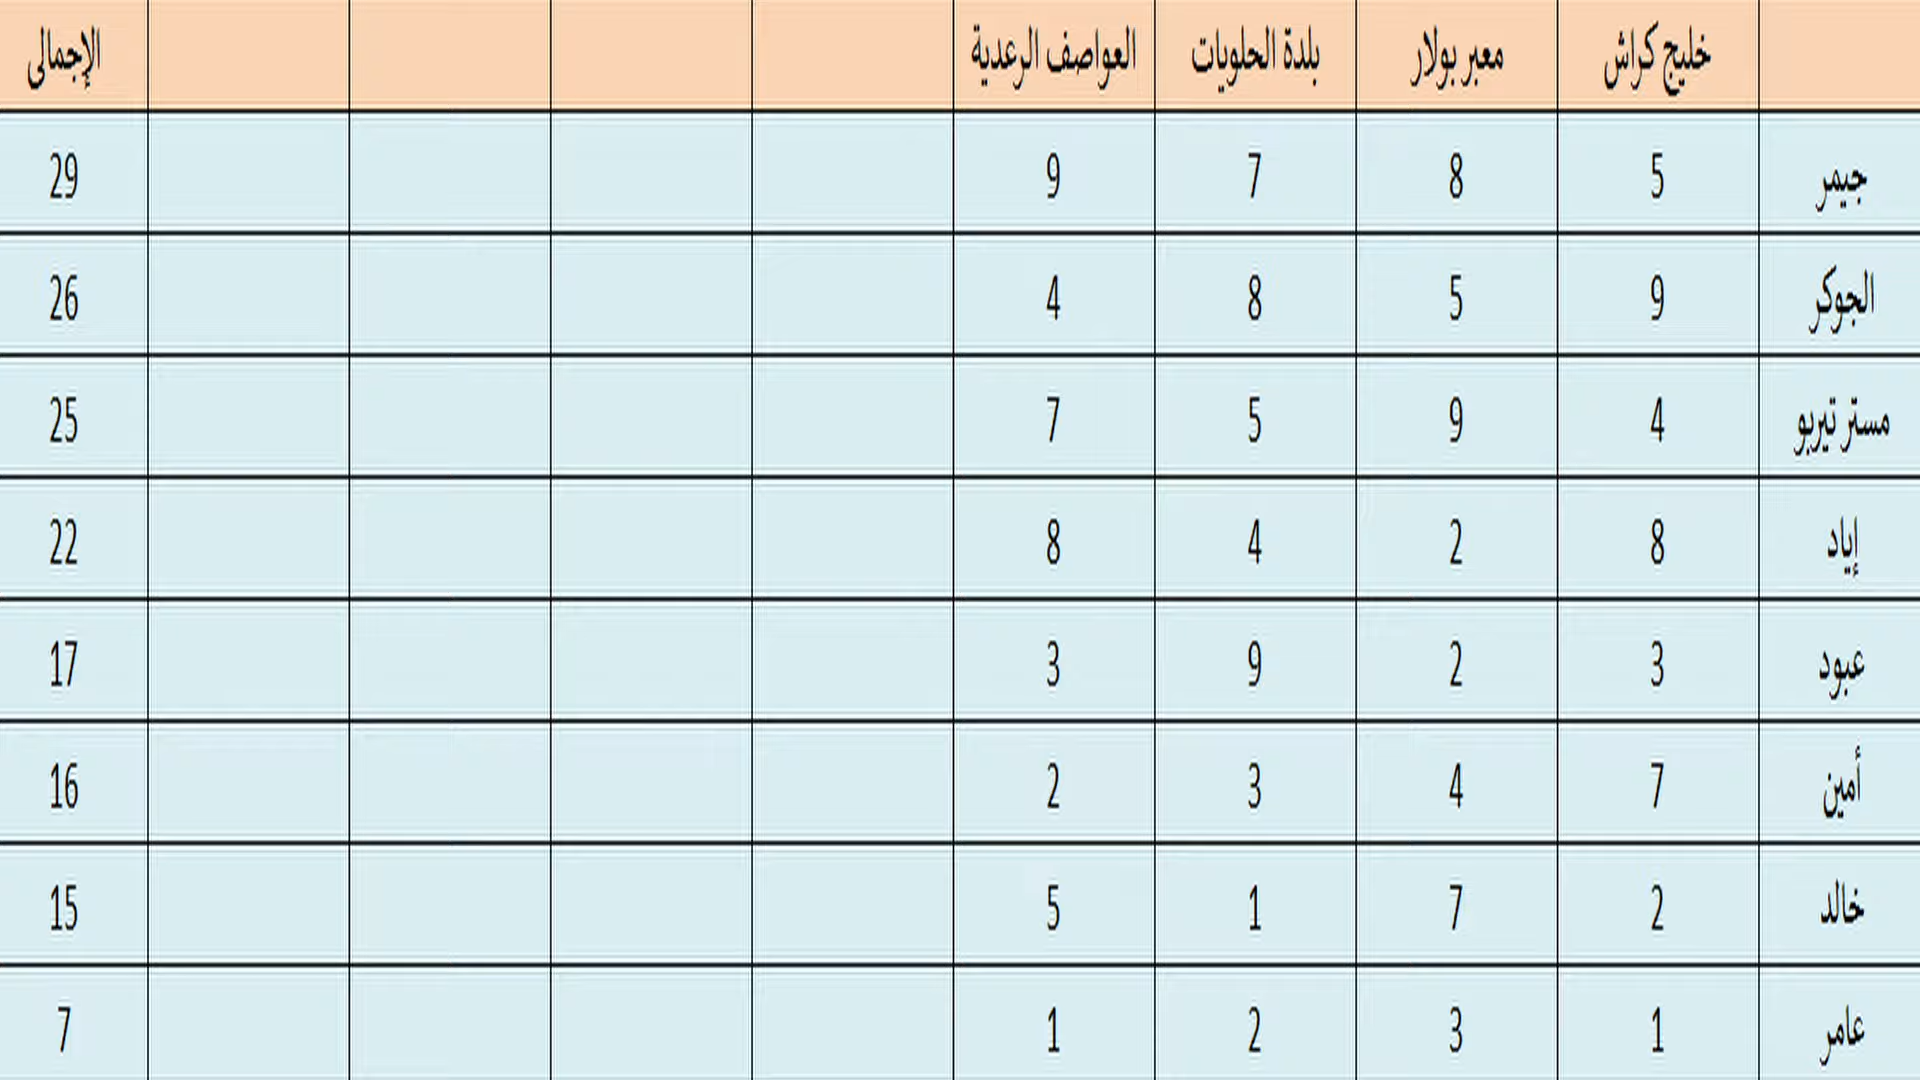 خليج كراش معبر بولار بلدة الحلويات العواصف الرعدية الإجمالى
جيمر 5 8 7 9 29
الجوكر 9 5 8 4 26
مستر تيربو 4 9 5 7 25
إياد 8 2 4 8 22
عبود 3 2 9 3 17
أمين 7 4 3 2 16
خالد 2 7 1 5 15
عامر 1 3 2 1 7